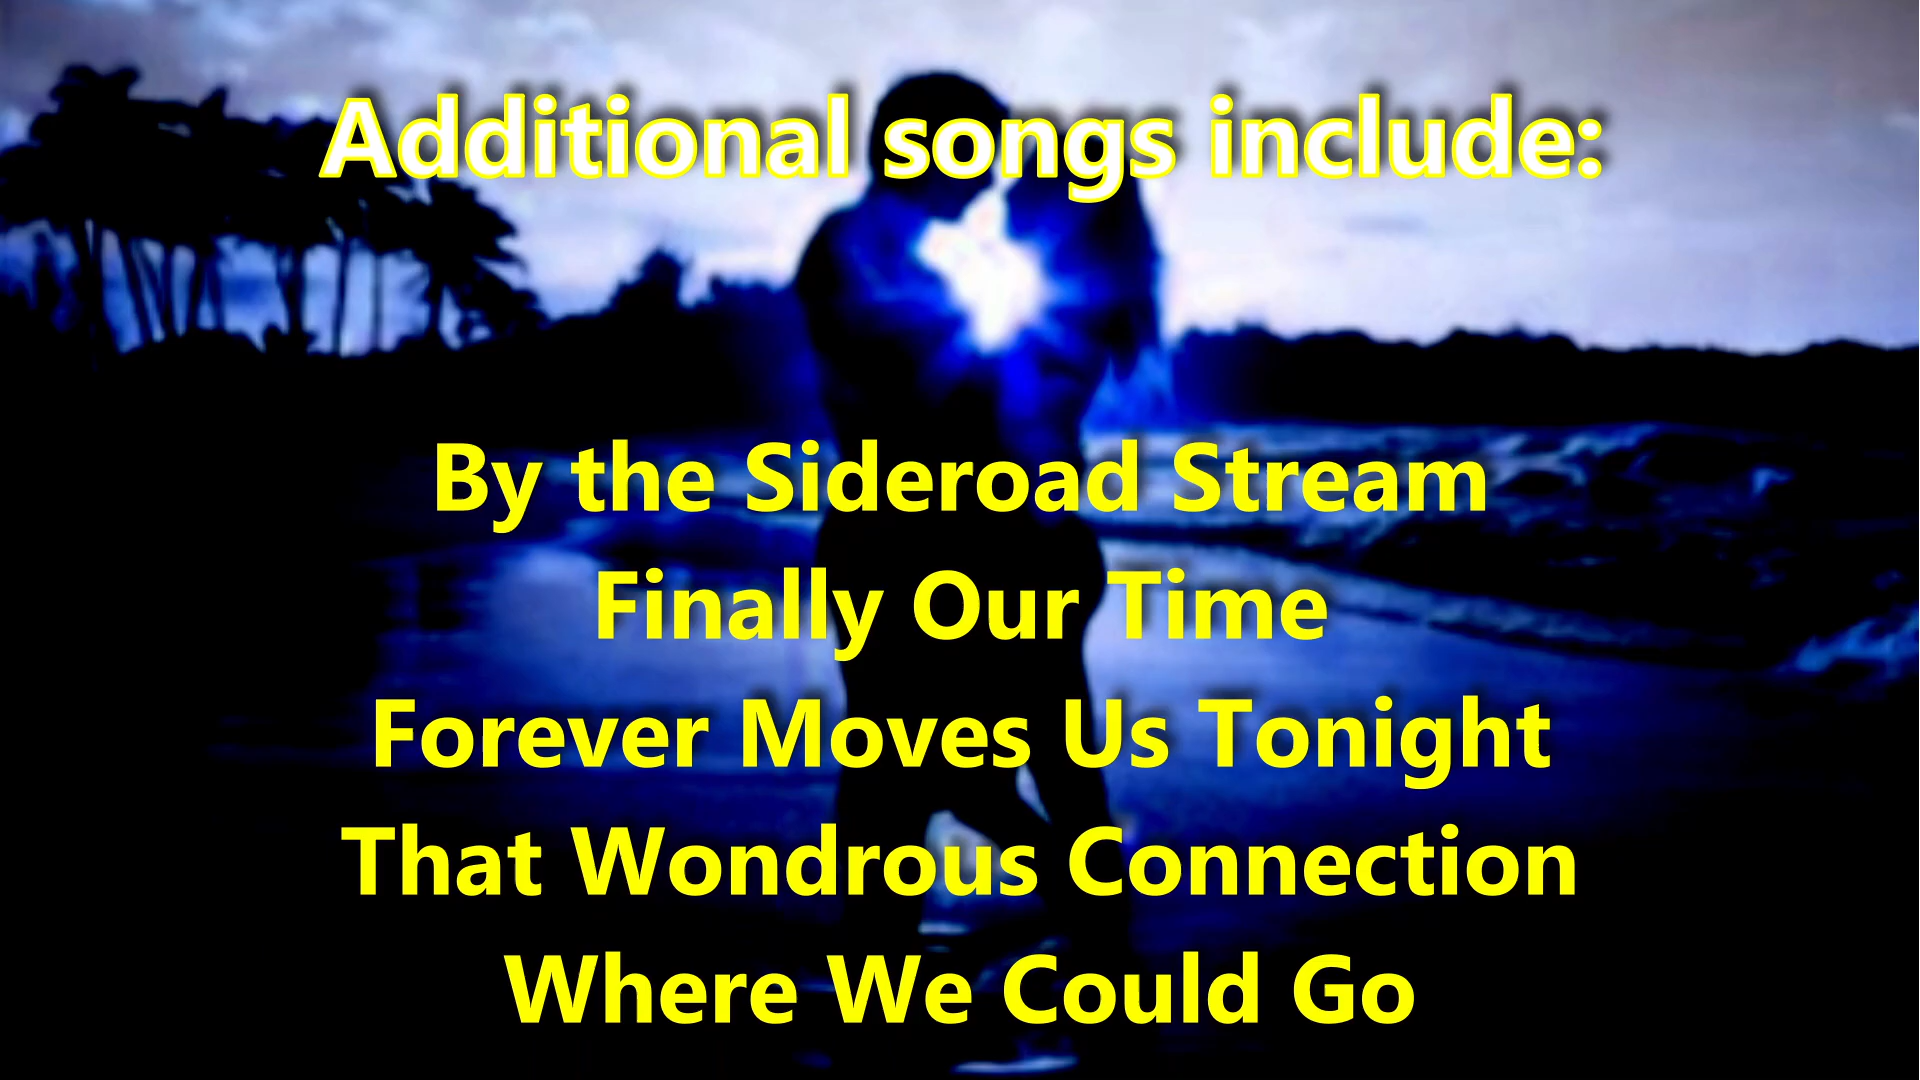 Additional songs include:
By the Sideroad Stream
Finally Our Time
Forever Moves Us Tonight
That Wondrous Connection
Where We Could Go